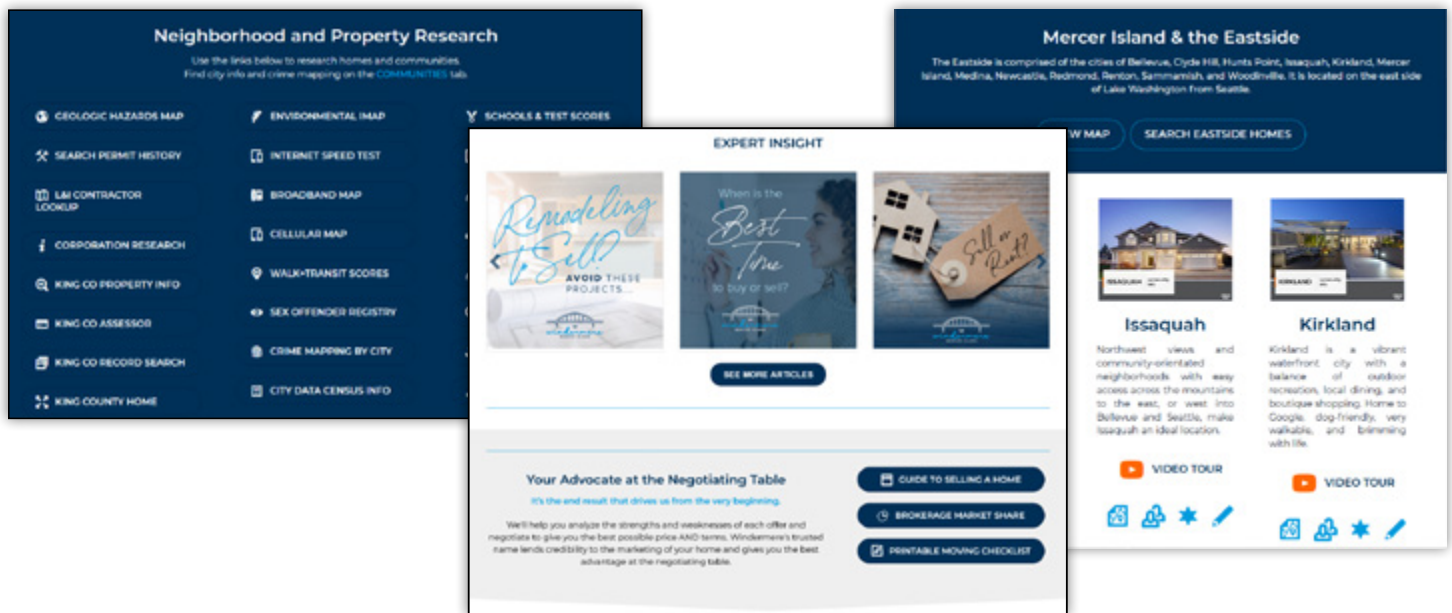 Neighborhood and Property Research
Use the links below to research homes and communities.
Find city info and crime mapping on the COMMUNITIES tab.
GEOLOGIC HAZARDS MAP
SEARCH PERMIT HISTORY
L&I CONTRACTOR
LOOKUP
CORPORATION RESEARCH
KING CO PROPERTY INFO
KING CO ASSESSOR
KING CO RECORD SEARCH
KING COUNTY HOME
ENVIRONMENTAL IMAP
INTERNET SPEED TEST
BROADBAND MAP
CELLULAR MAP
WALK+TRANSIT SCORES
SEX OFFENDER REGISTRY
CRIME MAPPING BY CITY
CITY DATA CENSUS INFO
SCHOOLS & TEST SCORES
EXPERT INSIGHT
Remodeling
to Sell?
AVOID THESE
PROJECTS...
windermere
When is the
Best
Time
to buy or sell?
windermere
Sell or
Rent?
windermere
SEE MORE ARTICLES
Your Advocate at the Negotiating Table
It's the end result that drives us from the very beginning.
We'll help you analyze the strengths and weaknesses of each offer and
negotiate to give you the best possible price AND terms. Windermere's trusted
name lends credibility to the marketing of your home and gives you the best
advantage at the negotiating table.
GUIDE TO SELLING A HOME
BROKERAGE MARKET SHARE
PRINTABLE MOVING CHECKLIST
Mercer Island & the Eastside
The Eastside is comprised of the cities of Bellevue, Clyde Hill, Hunts Point, Issaquah, Kirkland, Mercer
Island, Medina, Newcastle, Redmond, Renton, Sammamish, and Woodinville. It is located on the east side
of Lake Washington from Seattle.
W MAP
SEARCH EASTSIDE HOMES
ISSAQUAH
Issaquah
Northwest views and
community-orientated
neighborhoods with easy
access across the mountains
to the east, or west into
Bellevue and Seattle, make
Issaquah an ideal location.
VIDEO TOUR
KIRKLAND
Kirkland
Kirkland is a vibrant
waterfront city with a
balance of outdoor
recreation, local dining, and
boutique shopping. Home to
Google, dog-friendly, very
walkable, and brimming
with life.
VIDEO TOUR